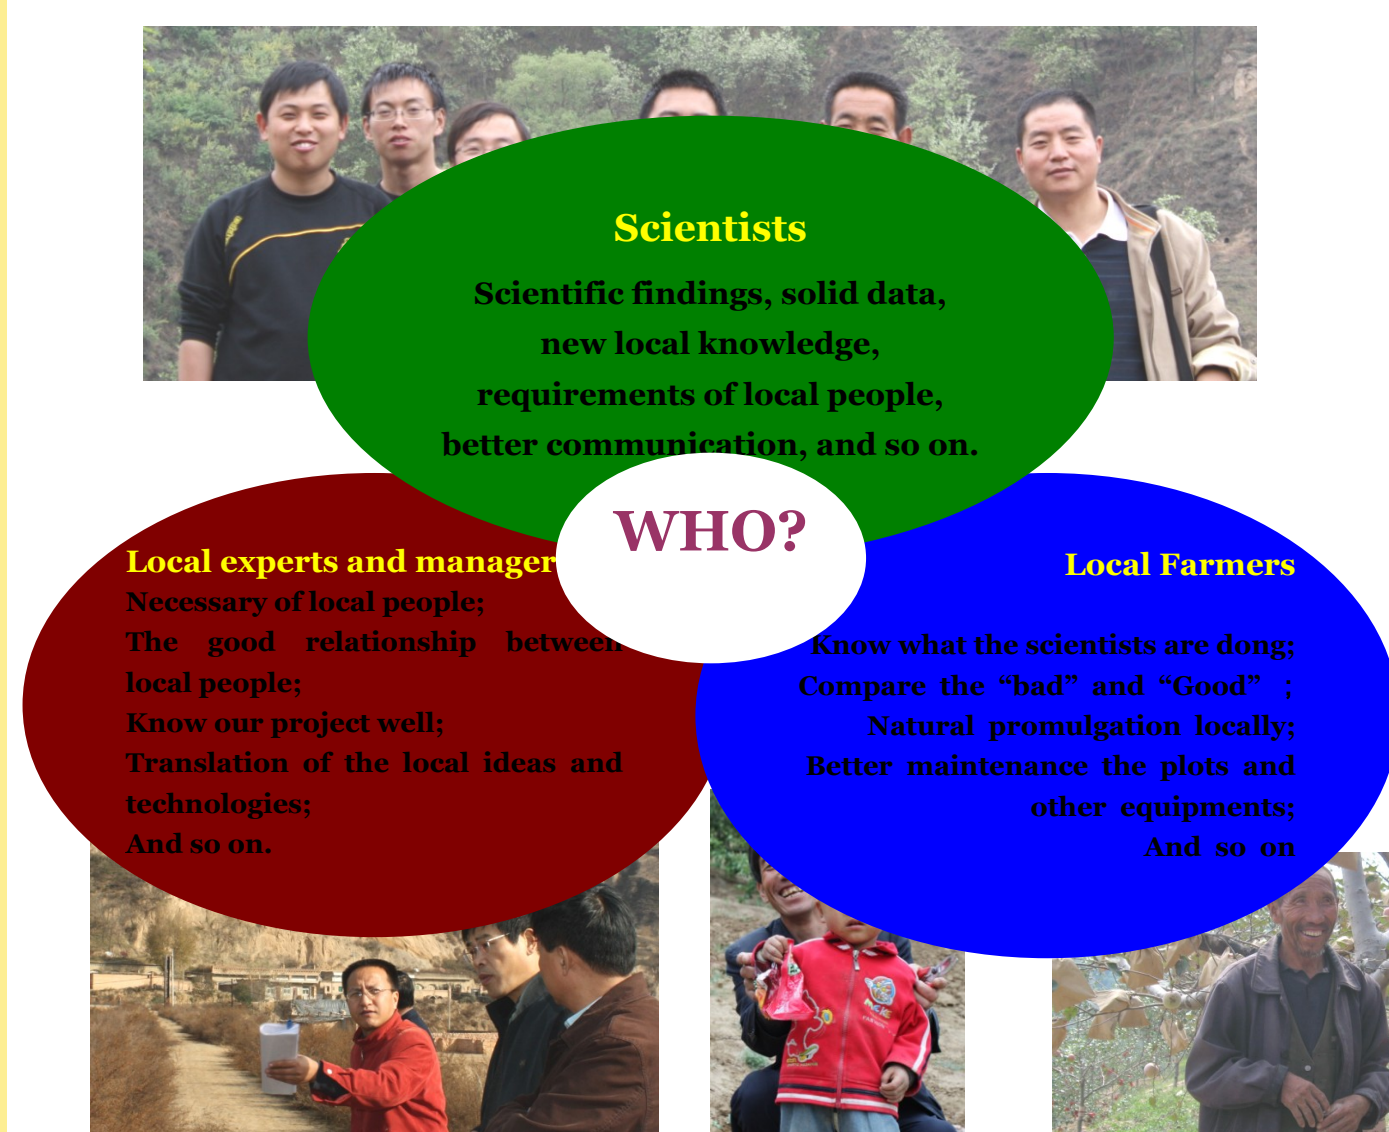 Scientists
Scientific findings, solid data,
new local knowledge,
requirements of local people,
better communication, and so on.
WHO?
Local experts and manager
Necessary of local people;
The good relationship between
local people;
Know our project well;
Translation of the local ideas and
technologies;
And so on.
Local Farmers
Know what the scientists are dong;
Compare the “bad” and “Good” ；
Natural promulgation locally;
Better maintenance the plots and
other equipments;
And so on